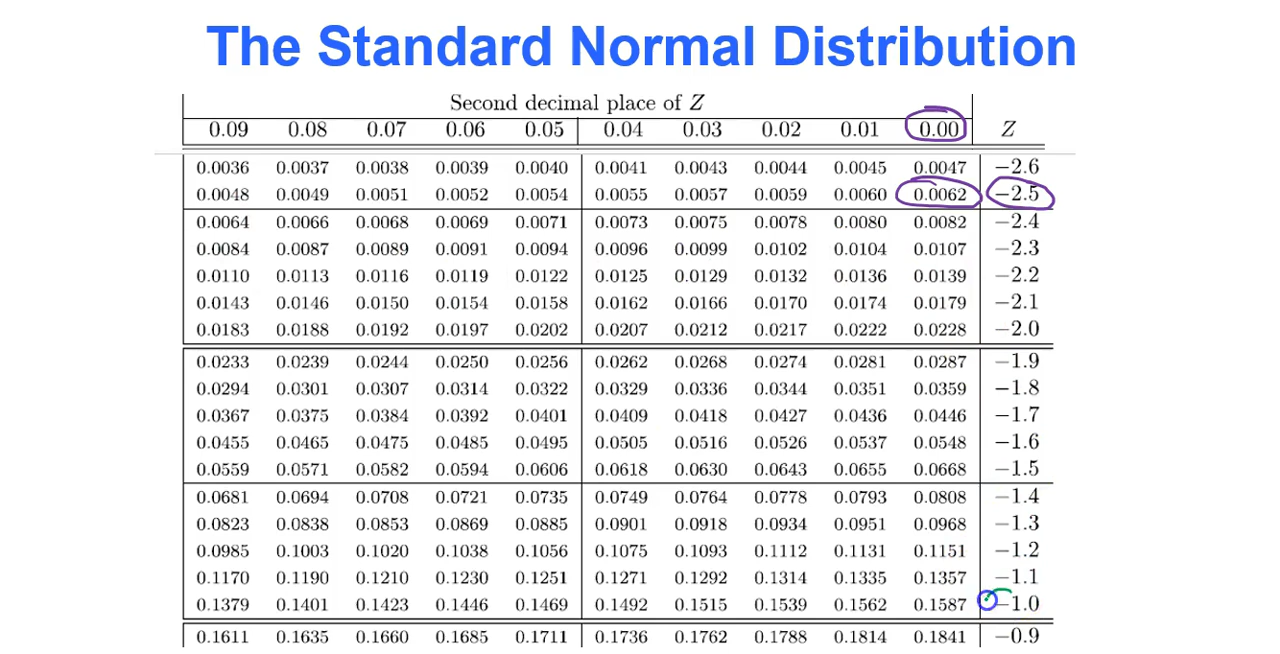 The Standard Normal Distribution
Second decimal place of Z
0.09 0.08 0.07 0.06 0.05 0.04 0.03 0.02 0.01 0.00 Z
0.0036 0.0037 0.0038 0.0039 0.0040 0.0041 0.0043 0.0044 0.0045 0.0047 −2.6
0.0048 0.0049 0.0051 0.0052 0.0054 0.0055 0.0057 0.0059 0.0060 0.0062 −2.5
0.0064 0.0066 0.0068 0.0069 0.0071 0.0073 0.0075 0.0078 0.0080 0.0082 −2.4
0.0084 0.0087 0.0089 0.0091 0.0094 0.0096 0.0099 0.0102 0.0104 0.0107 −2.3
0.0110 0.0113 0.0116 0.0119 0.0122 0.0125 0.0129 0.0132 0.0136 0.0139 −2.2
0.0143 0.0146 0.0150 0.0154 0.0158 0.0162 0.0166 0.0170 0.0174 0.0179 −2.1
0.0183 0.0188 0.0192 0.0197 0.0202 0.0207 0.0212 0.0217 0.0222 0.0228 −2.0
0.0233 0.0239 0.0244 0.0250 0.0256 0.0262 0.0268 0.0274 0.0281 0.0287 −1.9
0.0294 0.0301 0.0307 0.0314 0.0322 0.0329 0.0336 0.0344 0.0351 0.0359 −1.8
0.0367 0.0375 0.0384 0.0392 0.0401 0.0409 0.0418 0.0427 0.0436 0.0446 −1.7
0.0455 0.0465 0.0475 0.0485 0.0495 0.0505 0.0516 0.0526 0.0537 0.0548 −1.6
0.0559 0.0571 0.0582 0.0594 0.0606 0.0618 0.0630 0.0643 0.0655 0.0668 −1.5
0.0681 0.0694 0.0708 0.0721 0.0735 0.0749 0.0764 0.0778 0.0793 0.0808 −1.4
0.0823 0.0838 0.0853 0.0869 0.0885 0.0901 0.0918 0.0934 0.0951 0.0968 −1.3
0.0985 0.1003 0.1020 0.1038 0.1056 0.1075 0.1093 0.1112 0.1131 0.1151 −1.2
0.1170 0.1190 0.1210 0.1230 0.1251 0.1271 0.1292 0.1314 0.1335 0.1357 −1.1
0.1379 0.1401 0.1423 0.1446 0.1469 0.1492 0.1515 0.1539 0.1562 0.1587 −1.0
0.1611 0.1635 0.1660 0.1685 0.1711 0.1736 0.1762 0.1788 0.1814 0.1841 −0.9